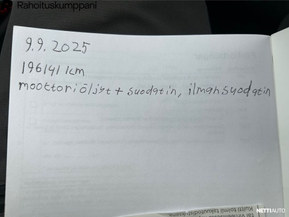 Rahoituskumppani
9.9.2025
196141 km
moottoriöljyt + suodatin, ilmansuodatin
NETTIAUTO